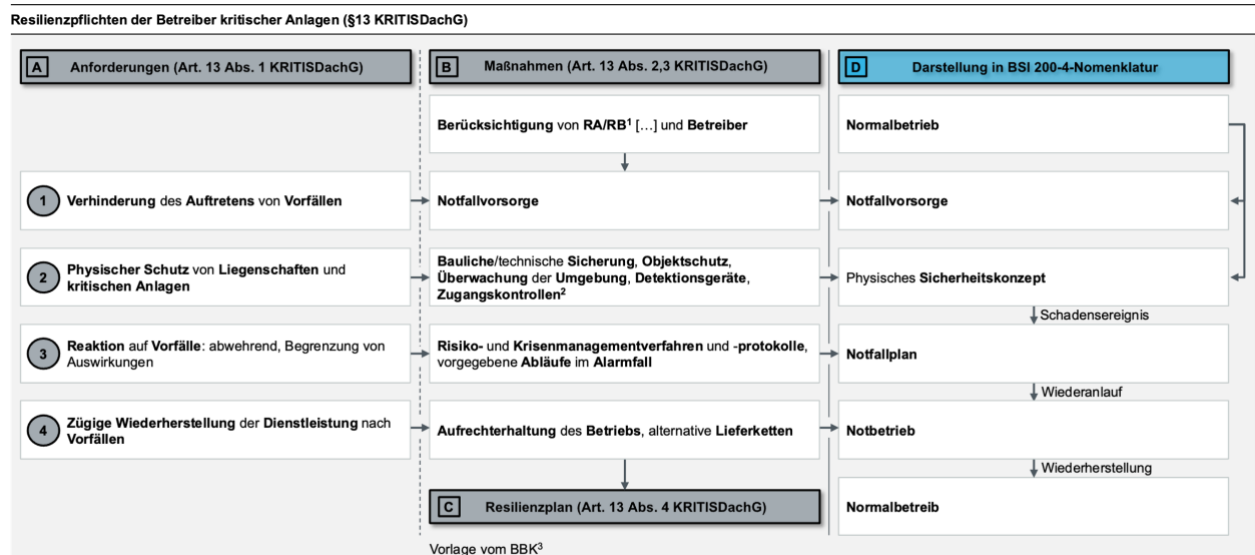 Resilienzpflichten der Betreiber kritischer Anlagen (§13 KRITISDachG)
A Anforderungen (Art. 13 Abs. 1 KRITISDachG)
B Maßnahmen (Art. 13 Abs. 2,3 KRITISDachG)
D Darstellung in BSI 200-4-Nomenklatur
Berücksichtigung von RA/RB¹ […] und Betreiber
Normalbetrieb
1 Verhinderung des Auftretens von Vorfällen
Notfallvorsorge
Notfallvorsorge
2 Physischer Schutz von Liegenschaften und
kritischen Anlagen
Bauliche/technische Sicherung, Objektschutz,
Überwachung der Umgebung, Detektionsgeräte,
Zugangskontrollen²
Physisches Sicherheitskonzept
Schadensereignis
3 Reaktion auf Vorfälle: abwehrend, Begrenzung von
Auswirkungen
Risiko- und Krisenmanagementverfahren und -protokolle,
vorgegebene Abläufe im Alarmfall
Notfallplan
Wiederanlauf
4 Zügige Wiederherstellung der Dienstleistung nach
Vorfällen
Aufrechterhaltung des Betriebs, alternative Lieferketten
Notbetrieb
Wiederherstellung
C Resilienzplan (Art. 13 Abs. 4 KRITISDachG)
Normalbetreib
Vorlage vom BBK³